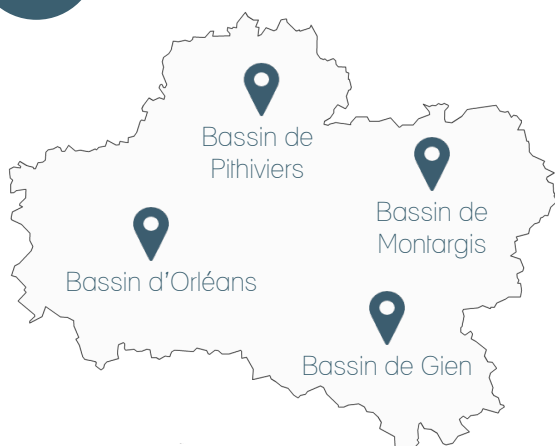 Bassin de
Pithiviers
Bassin de
Montargis
Bassin d'Orléans
Bassin de Gien